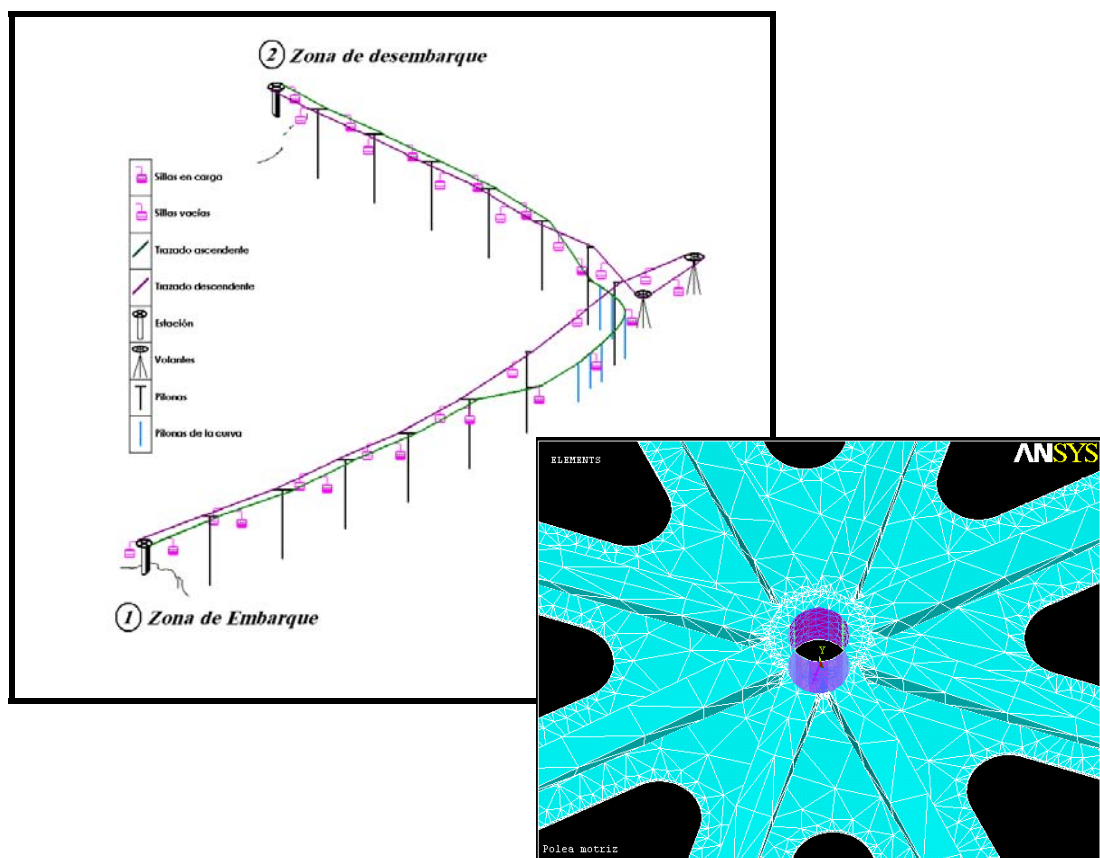 2 Zona de desembarque
Sillas en carga
Sillas vacías
Trazado ascendente
Trazado descendente
Estación
Volantes
Pilonas
Pilonas de la curva
1 Zona de Embarque
ELEMENTS
ANSYS
Y
Polea motriz